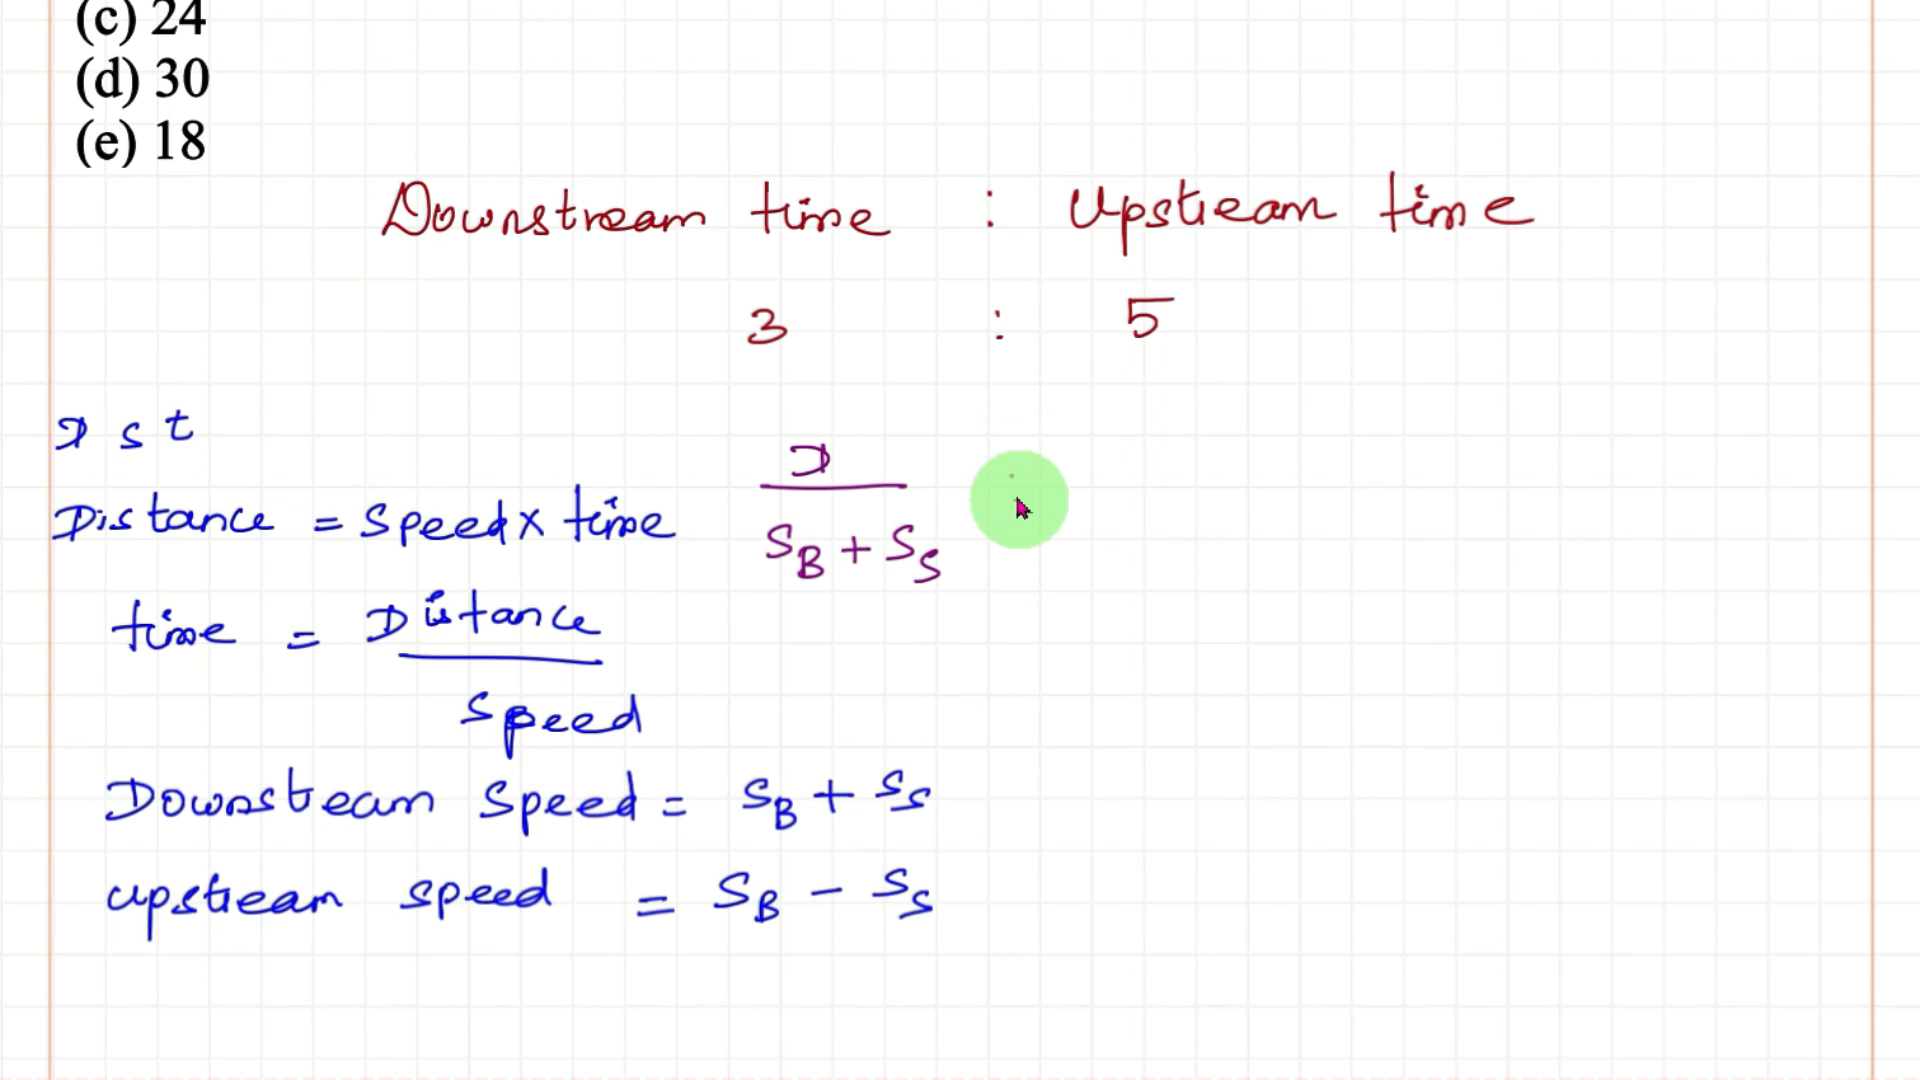 (c) 24
(d) 30
(e) 18
Downstream time : Upstream time
3 : 5
D S t
Distance = Speed x time
D
S_B + S_S
time = Distance
Speed
Downstream Speed = S_B + S_S
Upstream speed = S_B - S_S